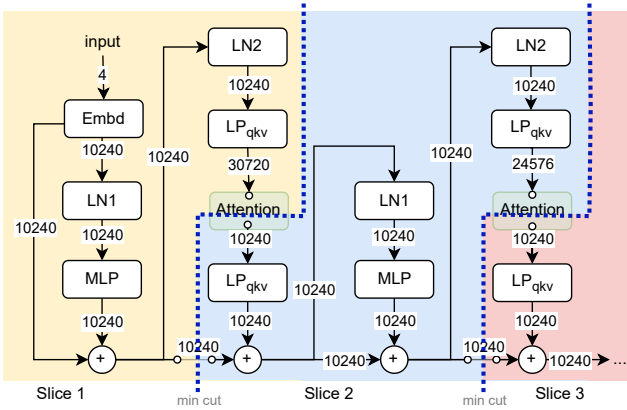 input
4
Embd
10240
LN1
10240
MLP
10240
10240
+
10240
LN2
10240
LPqkv
30720
Attention
10240
LPqkv
10240
10240
+
10240
10240
LN1
10240
MLP
10240
+
10240
LN2
10240
LPqkv
24576
Attention
10240
LPqkv
10240
10240
+
10240
...
Slice 1
min cut
Slice 2
min cut
Slice 3